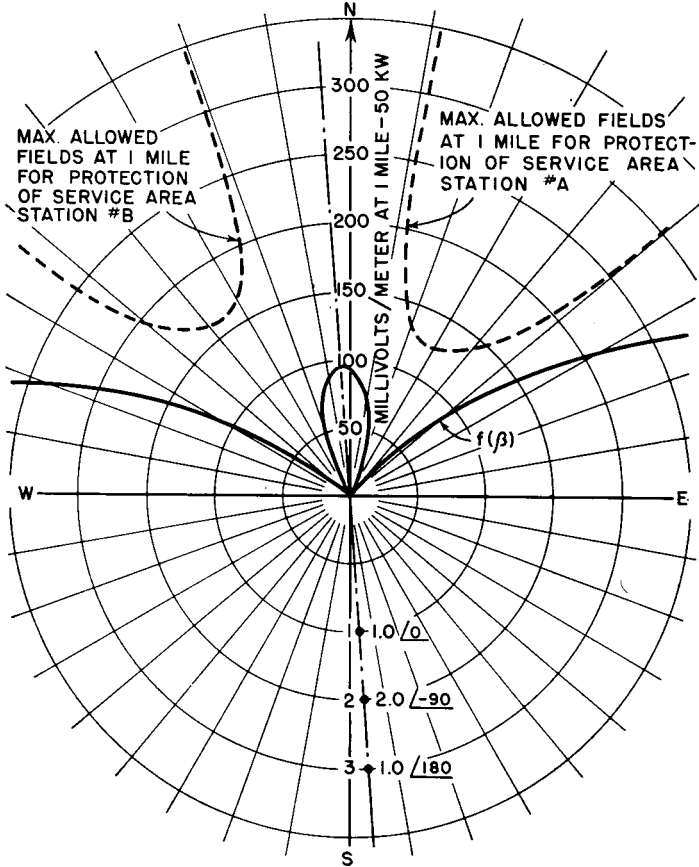 N
300
250
200
150
100
50
MILLIVOLTS/METER AT 1 MILE-50 KW
MAX. ALLOWED
FIELDS AT 1 MILE
FOR PROTECTION
OF SERVICE AREA
STATION #B
MAX. ALLOWED FIELDS
AT 1 MILE FOR PROTECT-
ION OF SERVICE AREA
STATION #A
f(β)
W
E
1 1.0 /0
2 2.0 /-90
3 1.0 /180
S